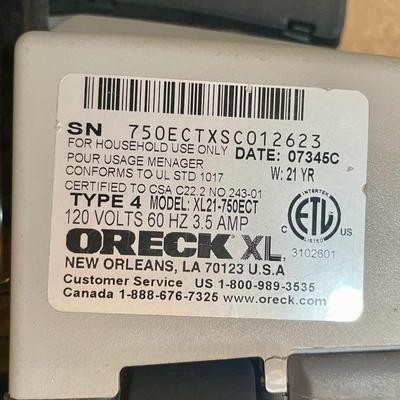 SN 750ECTXSC012623
FOR HOUSEHOLD USE ONLY DATE: 07345C
POUR USAGE MENAGER W: 21 YR
CONFORMS TO UL STD 1017
CERTIFIED TO CSA C22.2 NO.243-01
TYPE 4 MODEL: XL21-750ECT
120 VOLTS 60 HZ 3.5 AMP
INTERTEK
C ETL US
LISTED
3102601
ORECK XL.
NEW ORLEANS, LA 70123 U.S.A
Customer Service US 1-800-989-3535
Canada 1-888-676-7325 www.oreck.com